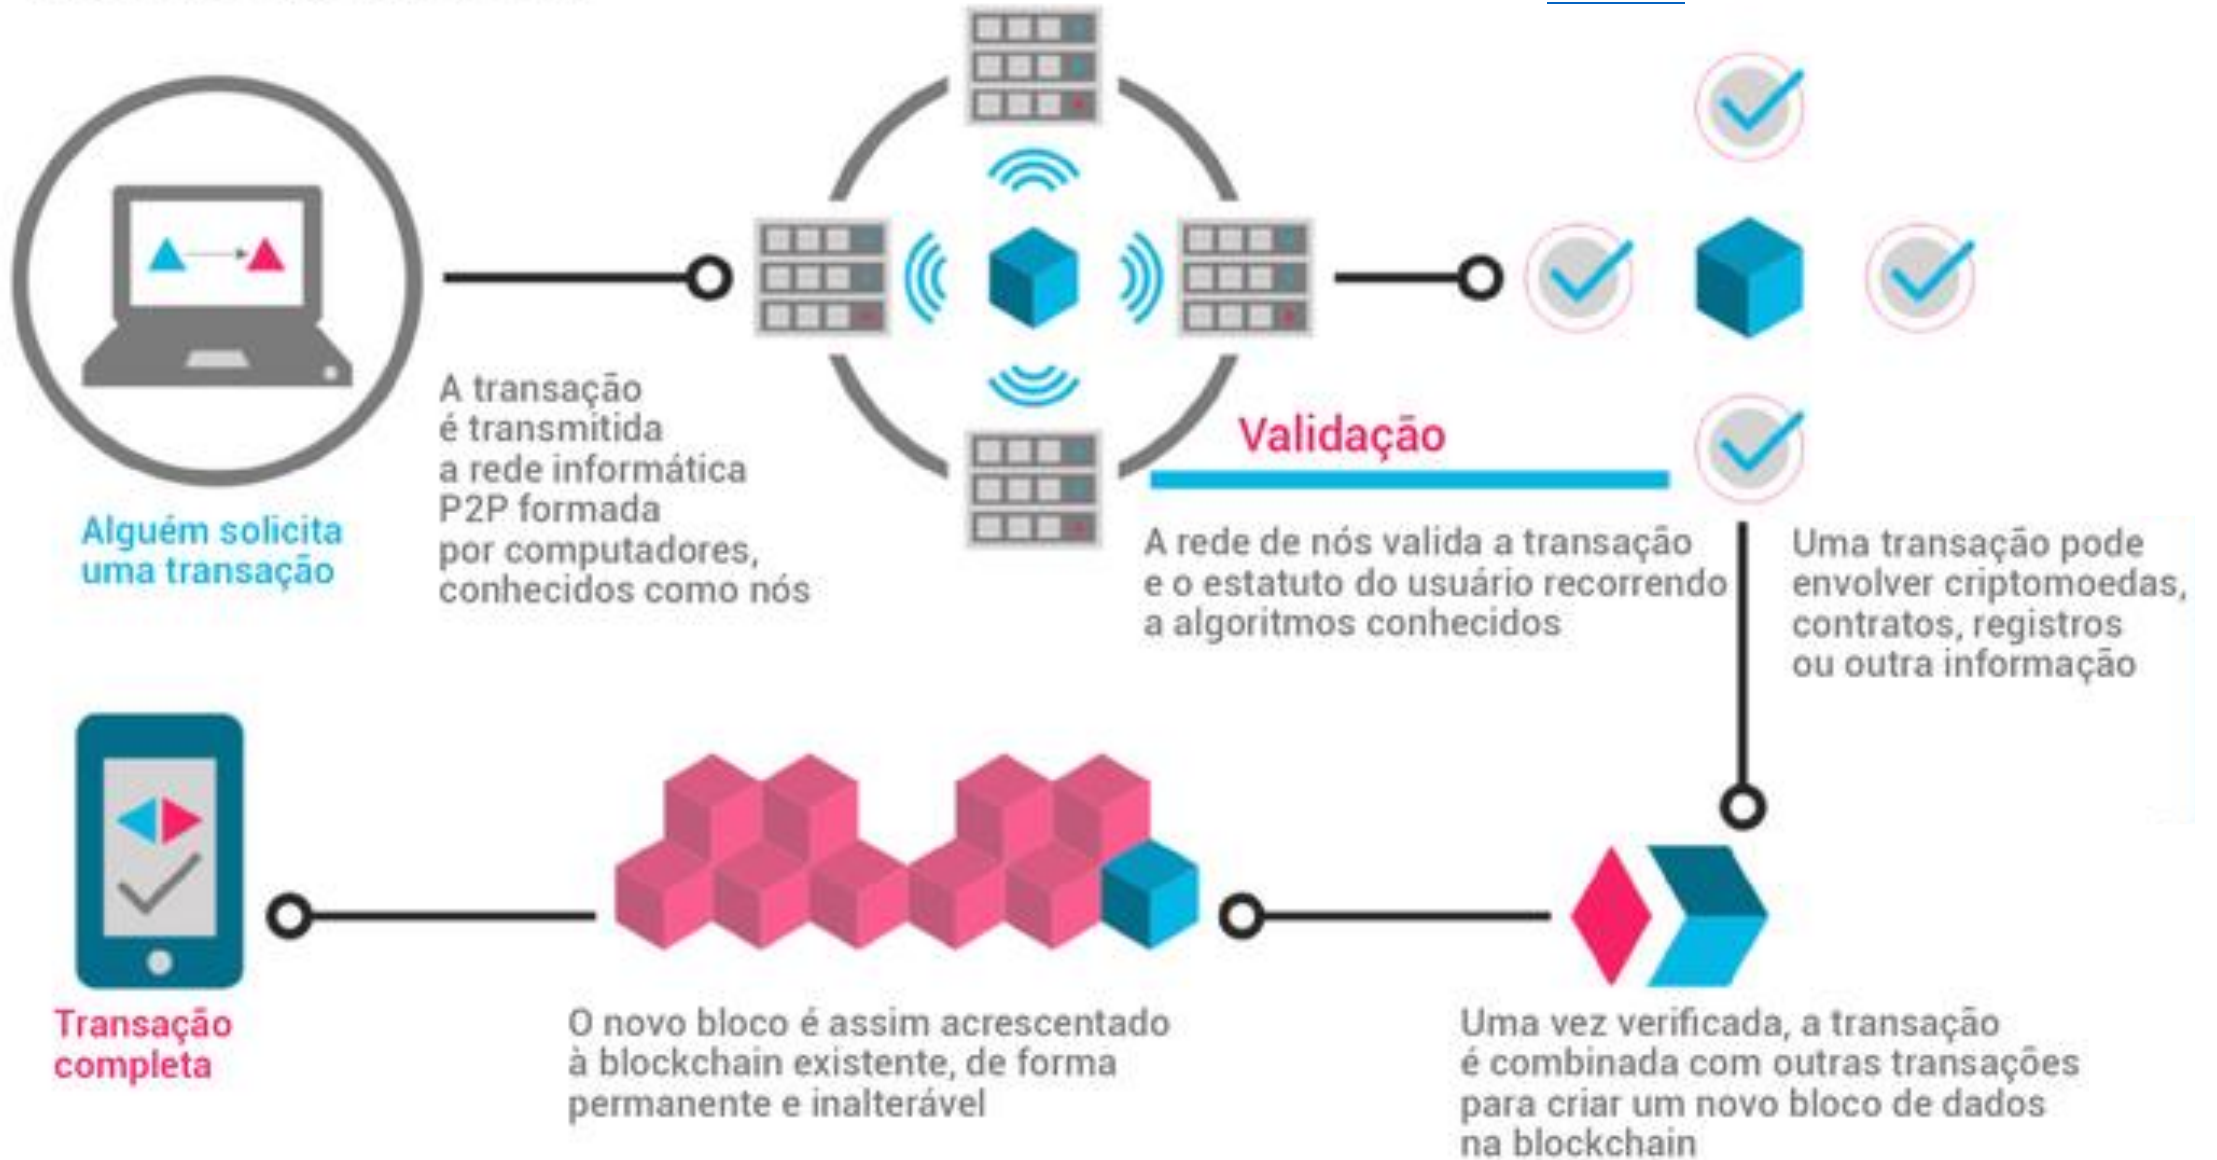 Alguém solicita
uma transação
A transação
é transmitida
a rede informática
P2P formada
por computadores,
conhecidos como nós
Validação
A rede de nós valida a transação
e o estatuto do usuário recorrendo
a algoritmos conhecidos
Uma transação pode
envolver criptomoedas,
contratos, registros
ou outra informação
Uma vez verificada, a transação
é combinada com outras transações
para criar um novo bloco de dados
na blockchain
O novo bloco é assim acrescentado
à blockchain existente, de forma
permanente e inalterável
Transação
completa